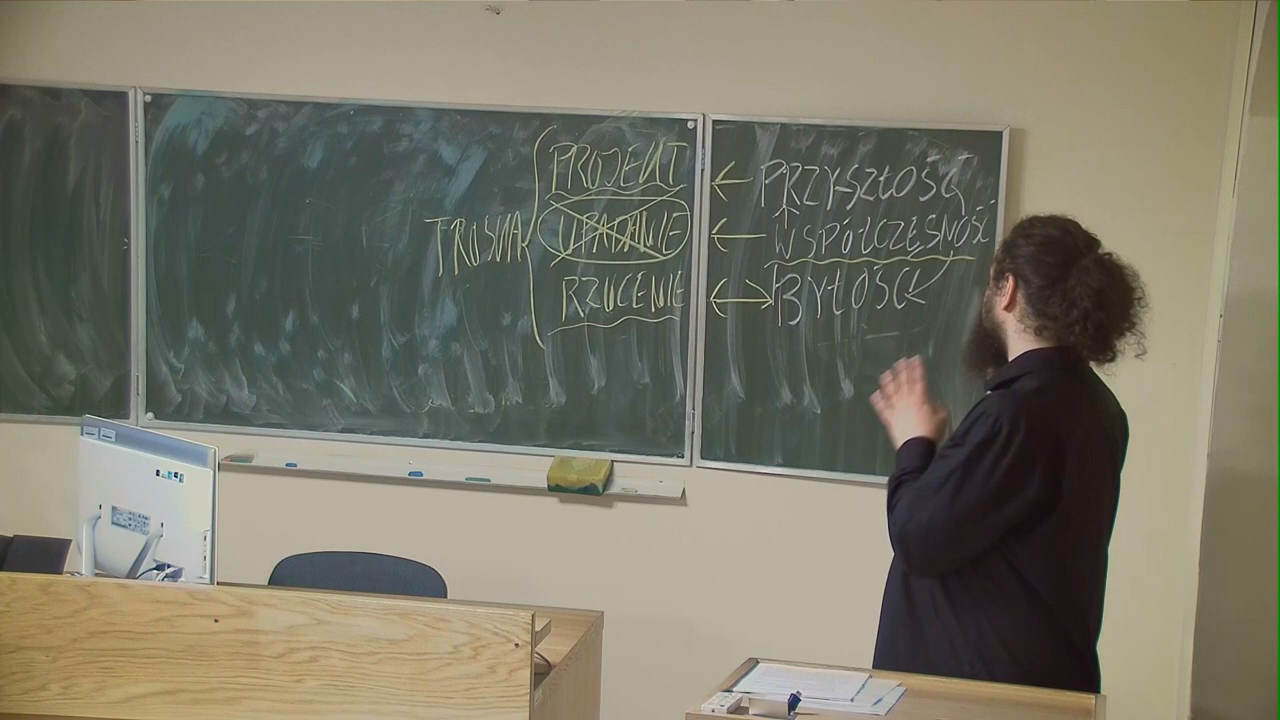 PROJEKT ← PRZYSZŁOŚĆ
TROSKA { UPADANIE ← WSPÓŁCZESNOŚĆ
RZUCENIE ↔ BYŁOŚĆ